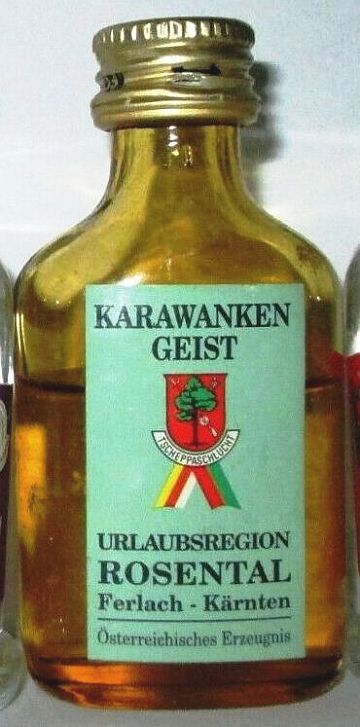 KARAWANKEN
GEIST
TSCHEPPASCHLUCHT
URLAUBSREGION
ROSENTAL
Ferlach - Kärnten
Österreichisches Erzeugnis